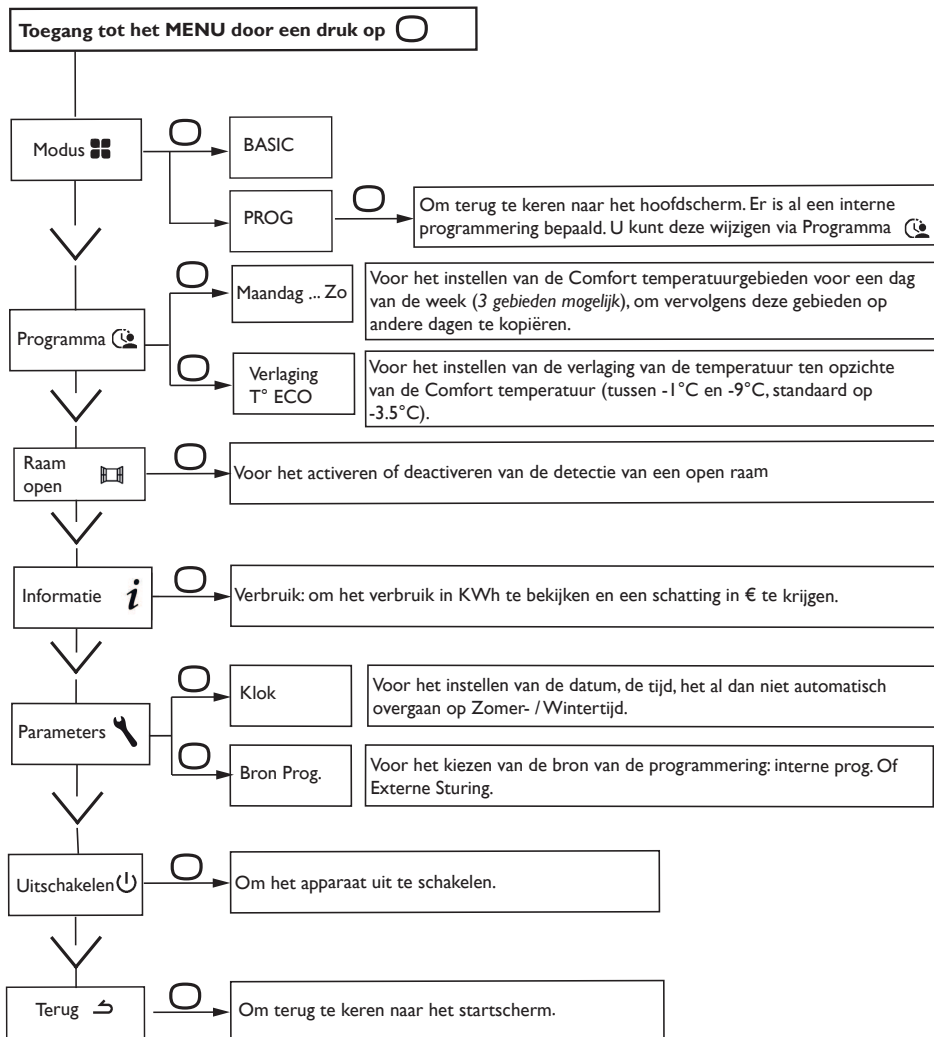 Toegang tot het MENU door een druk op
Modus
BASIC
PROG
Om terug te keren naar het hoofdscherm. Er is al een interne
programmering bepaald. U kunt deze wijzigen via Programma
Programma
Maandag ... Zo
Voor het instellen van de Comfort temperatuurgebieden voor een dag
van de week (3 gebieden mogelijk), om vervolgens deze gebieden op
andere dagen te kopiëren.
Verlaging
T° ECO
Voor het instellen van de verlaging van de temperatuur ten opzichte
van de Comfort temperatuur (tussen -1°C en -9°C, standaard op
-3.5°C).
Raam
open
Voor het activeren of deactiveren van de detectie van een open raam
Informatie i
Verbruik: om het verbruik in KWh te bekijken en een schatting in € te krijgen.
Parameters
Klok
Voor het instellen van de datum, de tijd, het al dan niet automatisch
overgaan op Zomer- / Wintertijd.
Bron Prog.
Voor het kiezen van de bron van de programmering: interne prog. Of
Externe Sturing.
Uitschakelen
Om het apparaat uit te schakelen.
Terug
Om terug te keren naar het startscherm.